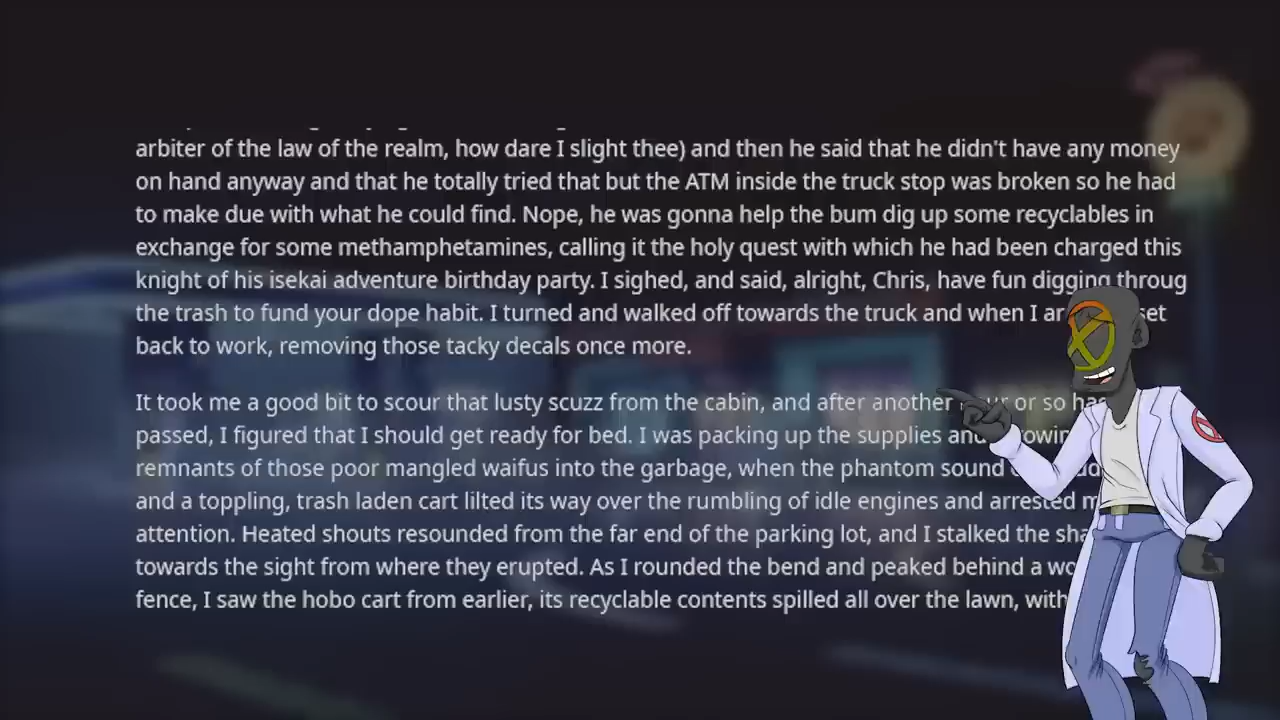 arbiter of the law of the realm, how dare I slight thee) and then he said that he didn't have any money
on hand anyway and that he totally tried that but the ATM inside the truck stop was broken so he had
to make due with what he could find. Nope, he was gonna help the bum dig up some recyclables in
exchange for some methamphetamines, calling it the holy quest with which he had been charged this
knight of his isekai adventure birthday party. I sighed, and said, alright, Chris, have fun digging throug
the trash to fund your dope habit. I turned and walked off towards the truck and when I set
back to work, removing those tacky decals once more.
It took me a good bit to scour that lusty scuzz from the cabin, and after another or so
passed, I figured that I should get ready for bed. I was packing up the supplies and
remnants of those poor mangled waifus into the garbage, when the phantom sound
and a toppling, trash laden cart lilted its way over the rumbling of idle engines and arrested
attention. Heated shouts resounded from the far end of the parking lot, and I stalked the
towards the sight from where they erupted. As I rounded the bend and peaked behind a
fence, I saw the hobo cart from earlier, its recyclable contents spilled all over the lawn, with